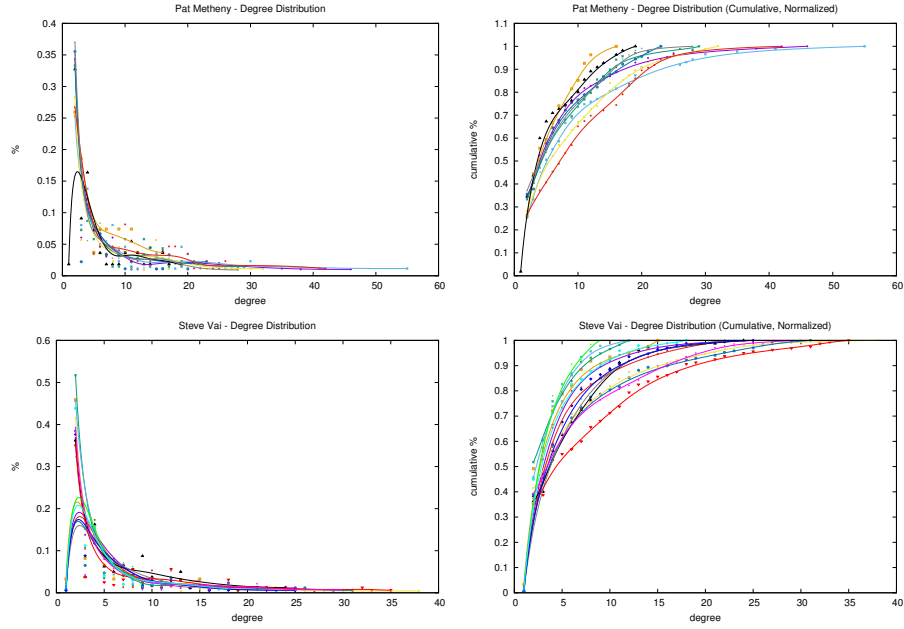 Pat Metheny - Degree Distribution
0.4
0.35
0.3
0.25
0.2
0.15
0.1
0.05
0
%
0 10 20 30 40 50 60
degree
Pat Metheny - Degree Distribution (Cumulative, Normalized)
1.1
1
0.9
0.8
0.7
0.6
0.5
0.4
0.3
0.2
0.1
0
cumulative %
0 10 20 30 40 50 60
degree
Steve Vai - Degree Distribution
0.6
0.5
0.4
0.3
0.2
0.1
0
%
0 5 10 15 20 25 30 35 40
degree
Steve Vai - Degree Distribution (Cumulative, Normalized)
1
0.9
0.8
0.7
0.6
0.5
0.4
0.3
0.2
0.1
0
cumulative %
0 5 10 15 20 25 30 35 40
degree